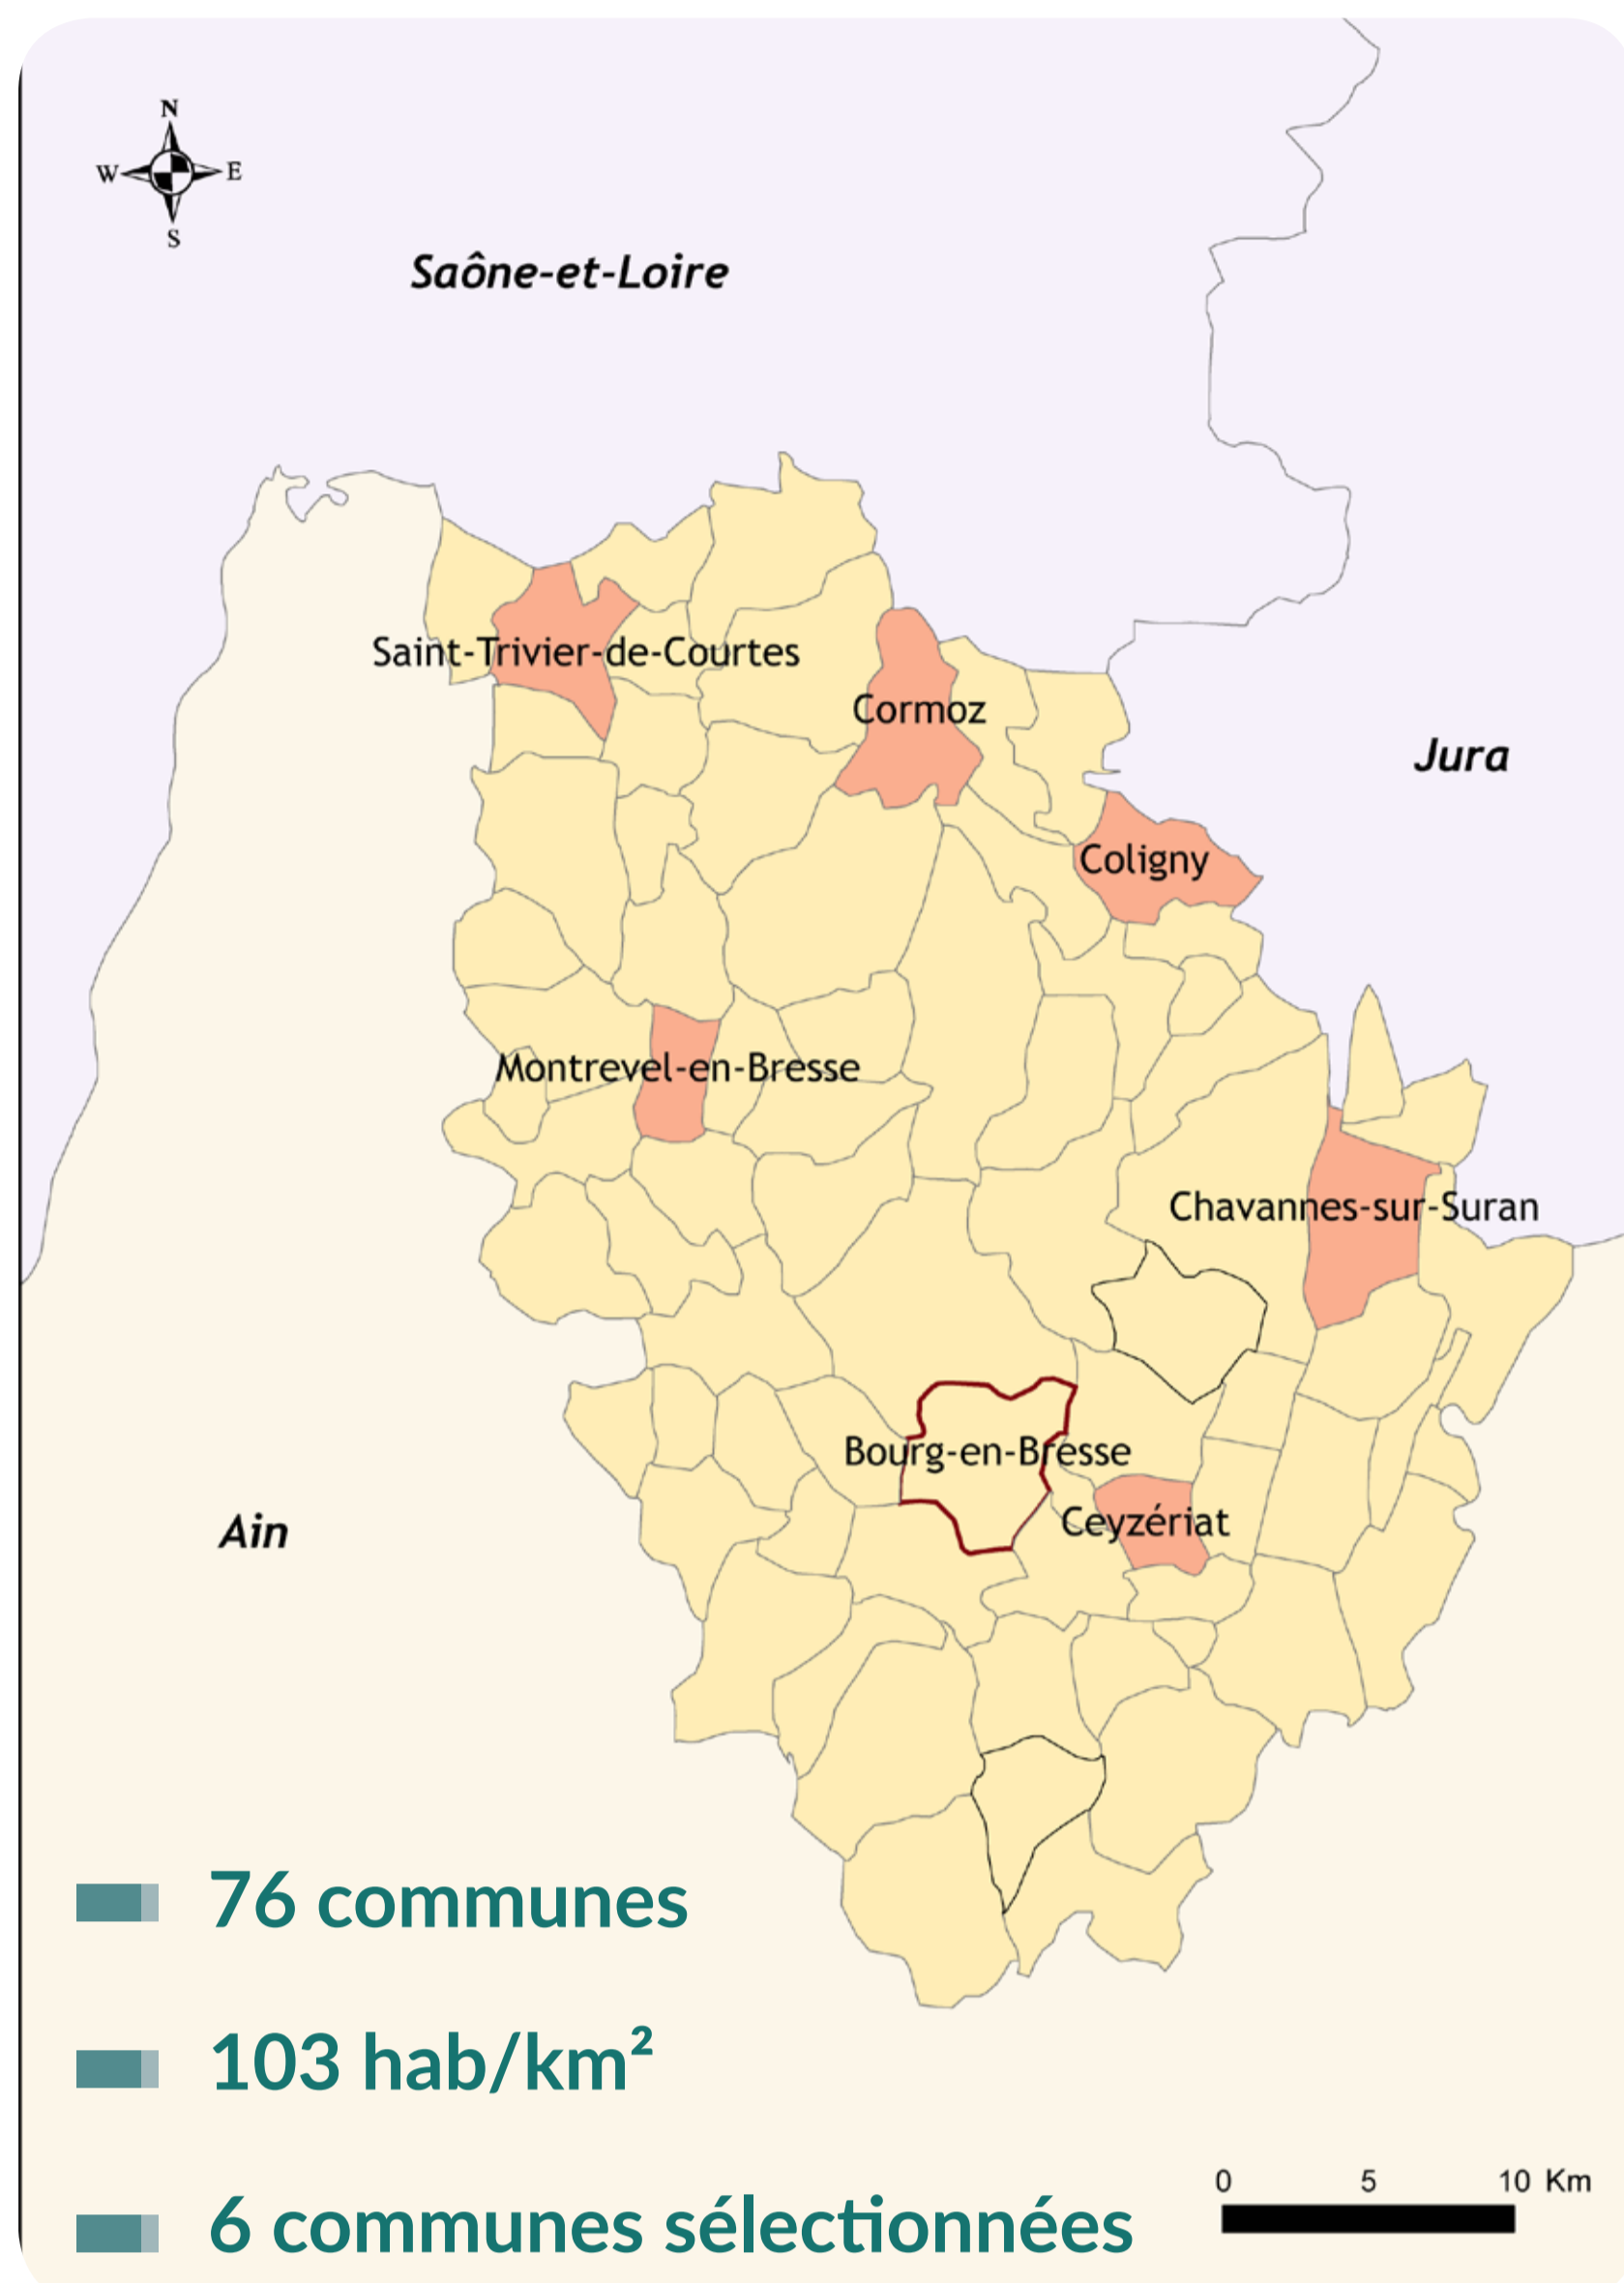 N
W E
S
Saône-et-Loire
Saint-Trivier-de-Courtes
Cormoz
Jura
Coligny
Montrevel-en-Bresse
Chavannes-sur-Suran
Bourg-en-Bresse
Ceyzériat
Ain
76 communes
103 hab/km²
0 5 10 Km
6 communes sélectionnées